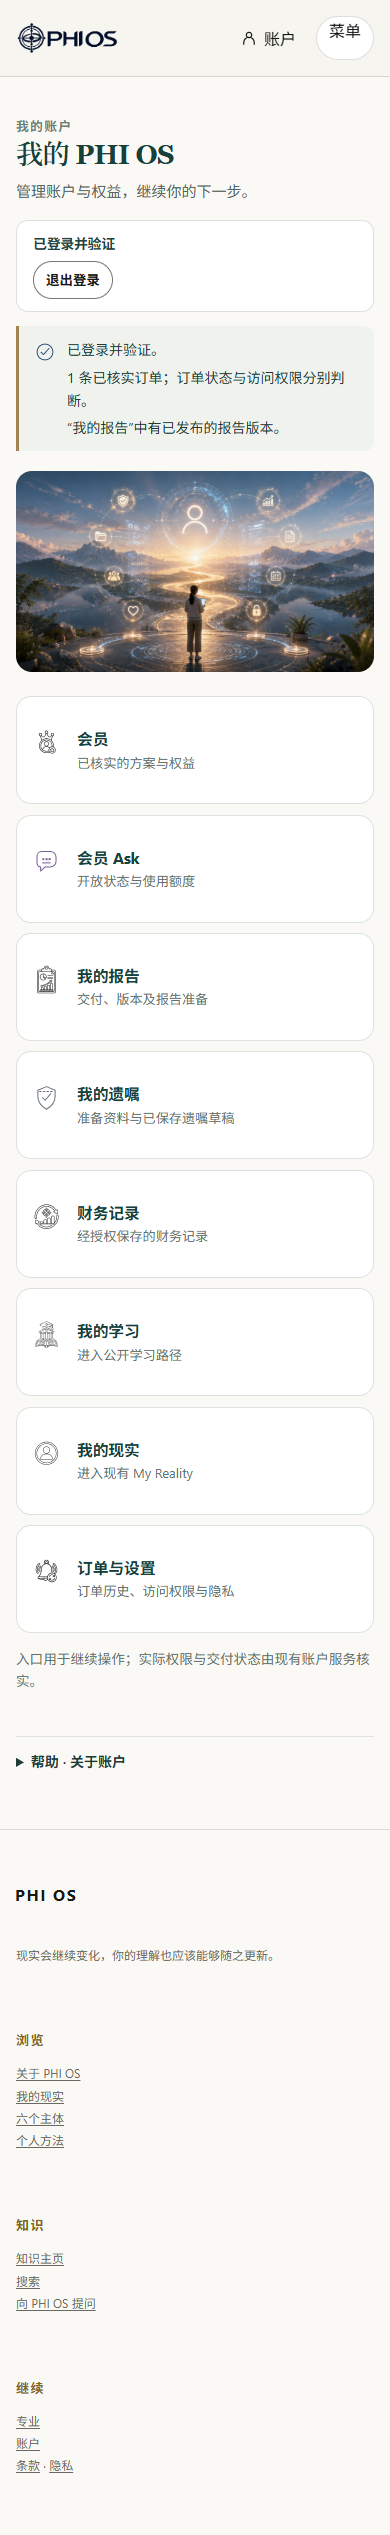 PHI OS
账户
菜单
我的账户
我的 PHI OS
管理账户与权益，继续你的下一步。
已登录并验证
退出登录
已登录并验证。
1 条已核实订单；订单状态与访问权限分别判
断。
“我的报告”中有已发布的报告版本。
会员
已核实的方案与权益
会员 Ask
开放状态与使用额度
我的报告
交付、版本及报告准备
我的遗嘱
准备资料与已保存遗嘱草稿
财务记录
经授权保存的财务记录
我的学习
进入公开学习路径
我的现实
进入现有 My Reality
订单与设置
订单历史、访问权限与隐私
入口用于继续操作；实际权限与交付状态由现有账户服务核
实。
帮助 · 关于账户
PHI OS
现实会继续变化，你的理解也应该能够随之更新。
浏览
关于 PHI OS
我的现实
六个主体
个人方法
知识
知识主页
搜索
向 PHI OS 提问
继续
专业
账户
条款 · 隐私